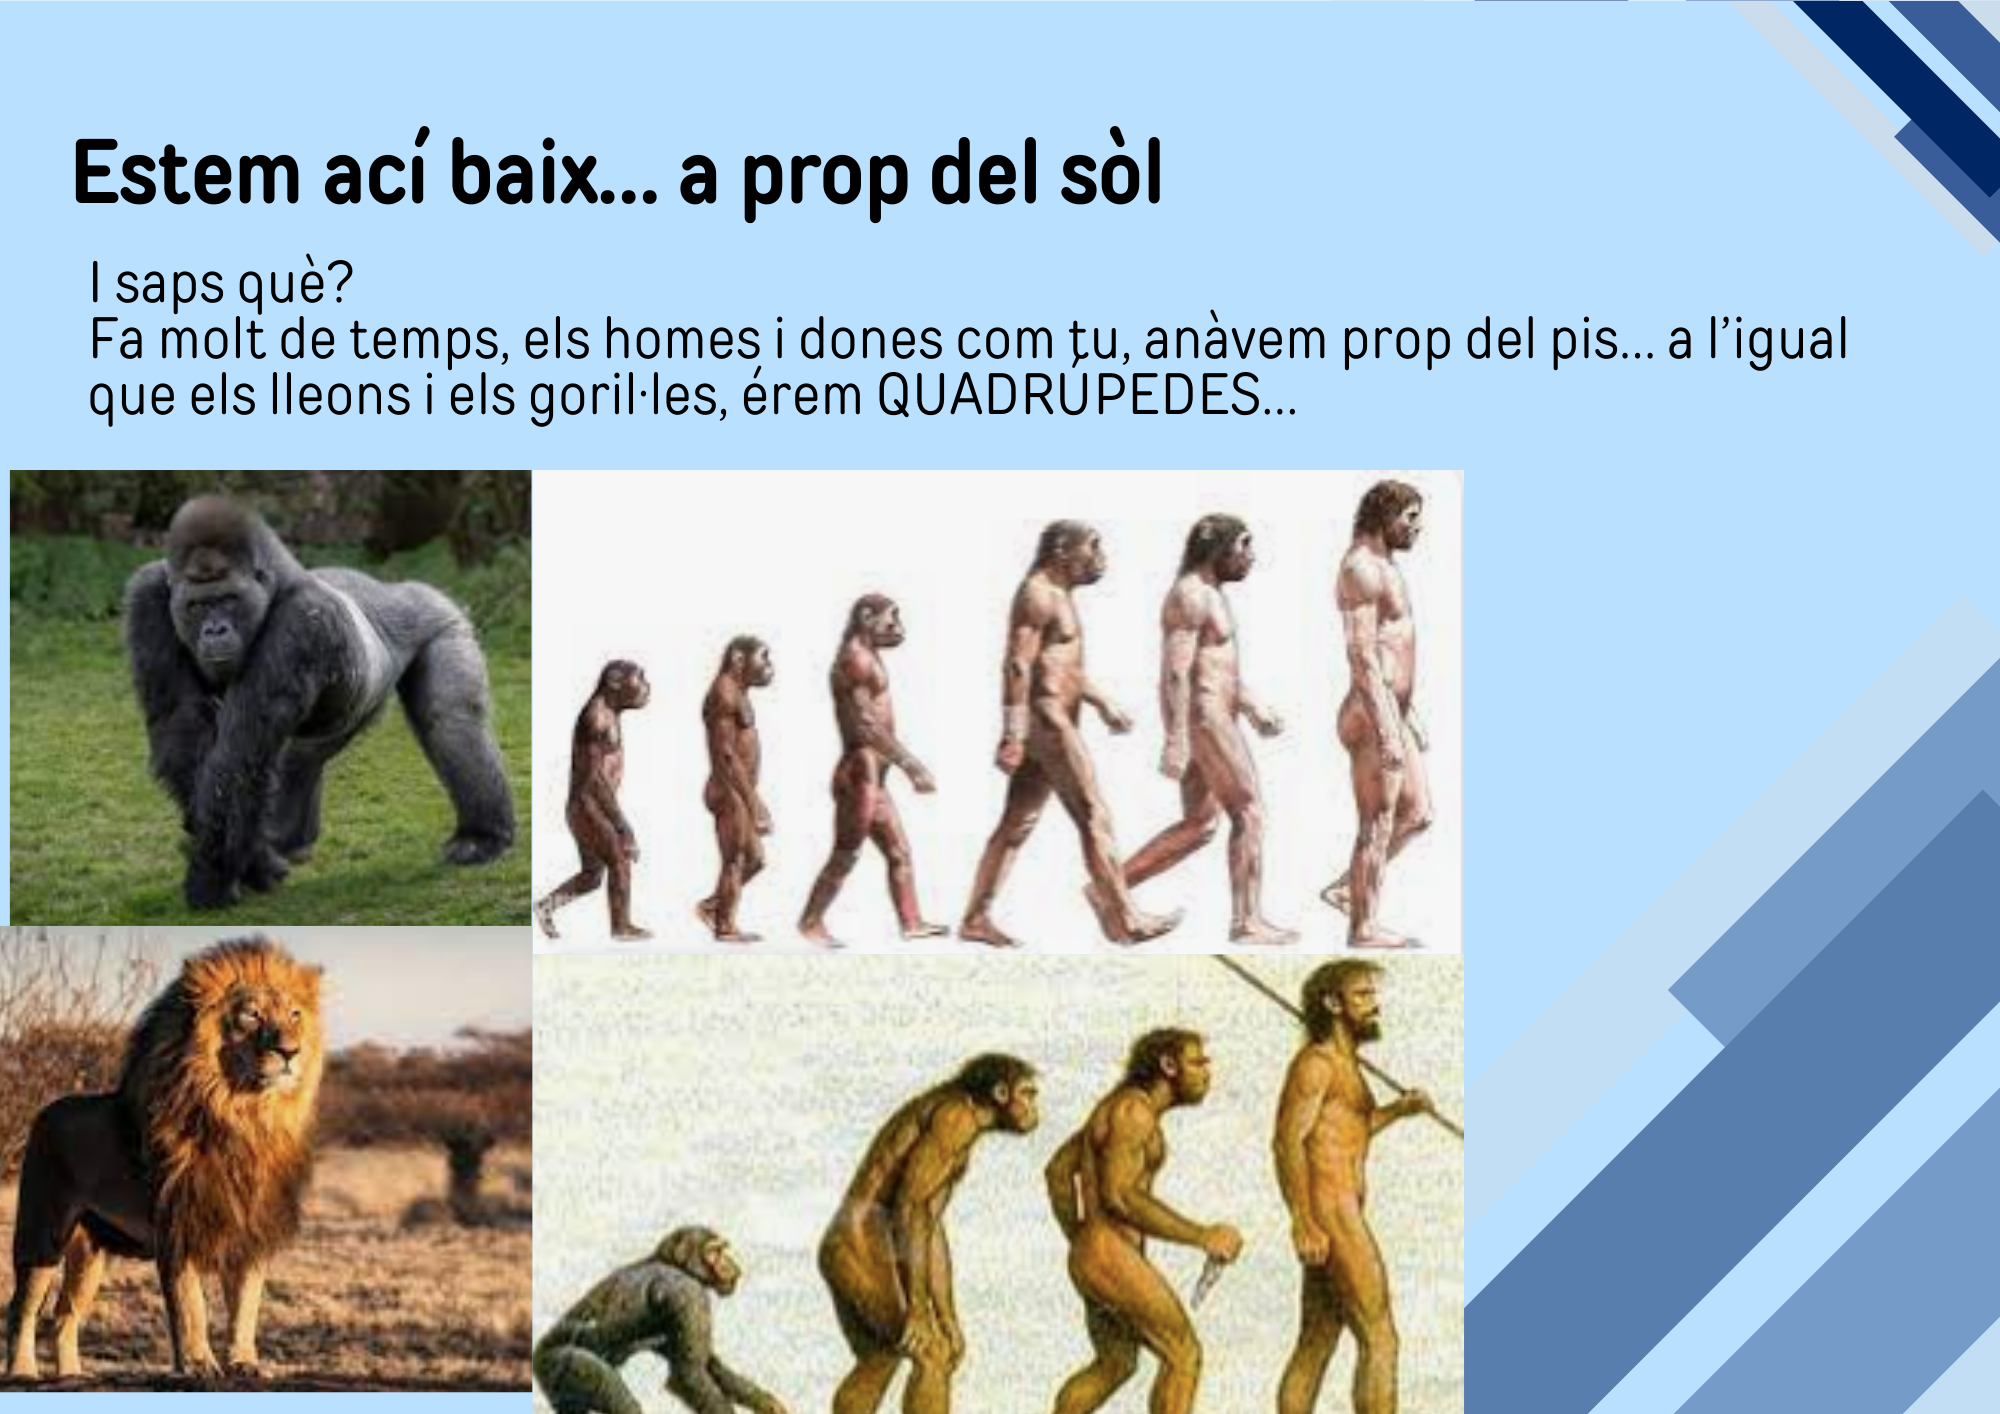 Estem ací baix... a prop del sòl
I saps què?
Fa molt de temps, els homes i dones com tu, anàvem prop del pis... a l’igual
que els lleons i els goril·les, érem QUADRÚPEDES...